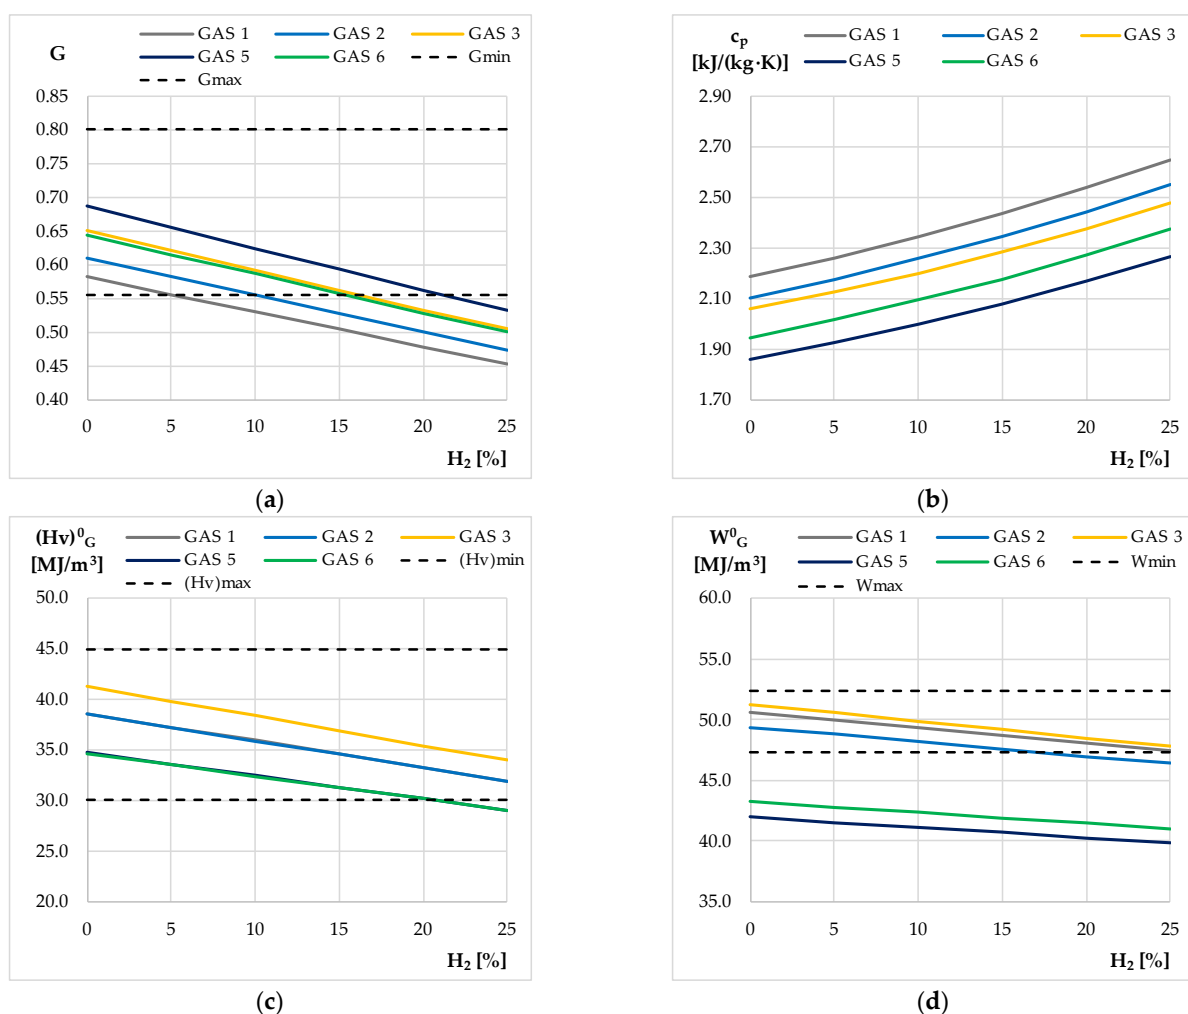 G
GAS 1 GAS 2 GAS 3
GAS 5 GAS 6 Gmin
Gmax
0.85
0.80
0.75
0.70
0.65
0.60
0.55
0.50
0.45
0.40
0 5 10 15 20 25
H₂ [%]
(a)
cₚ
[kJ/(kg·K)]
GAS 1 GAS 2 GAS 3
GAS 5 GAS 6
2.90
2.70
2.50
2.30
2.10
1.90
1.70
0 5 10 15 20 25
H₂ [%]
(b)
(Hv)⁰G
[MJ/m³]
GAS 1 GAS 2 GAS 3
GAS 5 GAS 6 (Hv)min
(Hv)max
50.0
45.0
40.0
35.0
30.0
25.0
20.0
0 5 10 15 20 25
H₂ [%]
(c)
W⁰G
[MJ/m³]
GAS 1 GAS 2 GAS 3
GAS 5 GAS 6 Wmin
Wmax
60.0
55.0
50.0
45.0
40.0
35.0
0 5 10 15 20 25
H₂ [%]
(d)